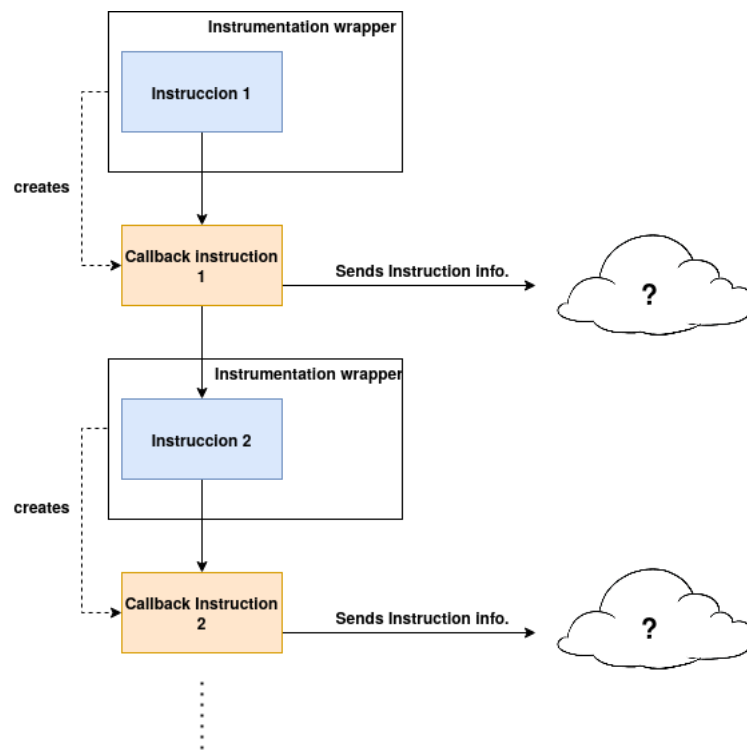 Instrumentation wrapper
Instruccion 1
creates
Callback instruction
1
Sends Instruction info.
?
Instrumentation wrapper
Instruccion 2
creates
Callback Instruction
2
Sends Instruction info.
?